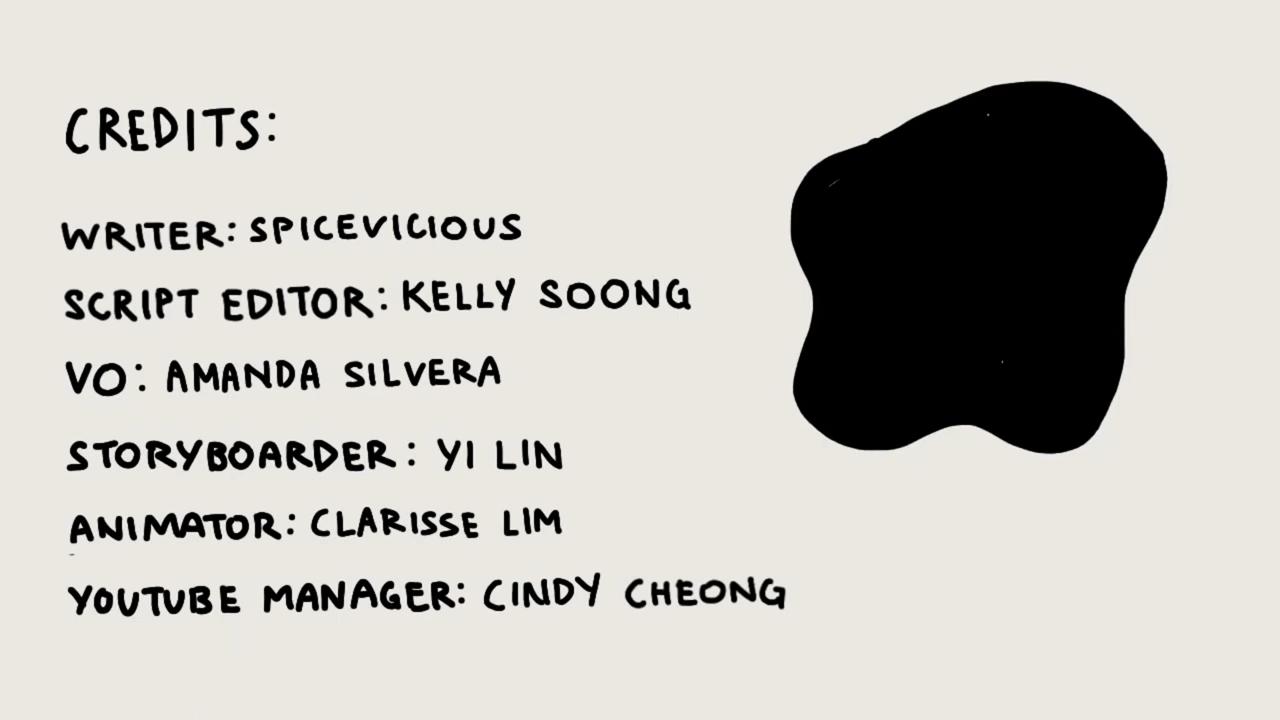 CREDITS:
WRITER: SPICEVICIOUS
SCRIPT EDITOR: KELLY SOONG
VO: AMANDA SILVERA
STORYBOARDER: YI LIN
ANIMATOR: CLARISSE LIM
YOUTUBE MANAGER: CINDY CHEONG